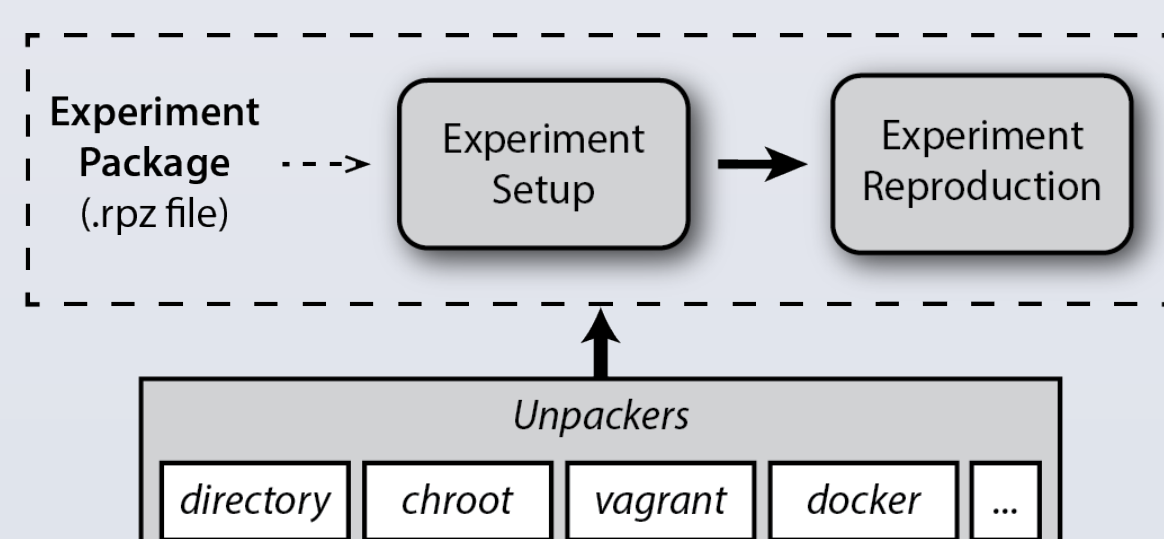 Experiment
Package
(.rpz file)
Experiment
Setup
Experiment
Reproduction
Unpackers
directory
chroot
vagrant
docker
...